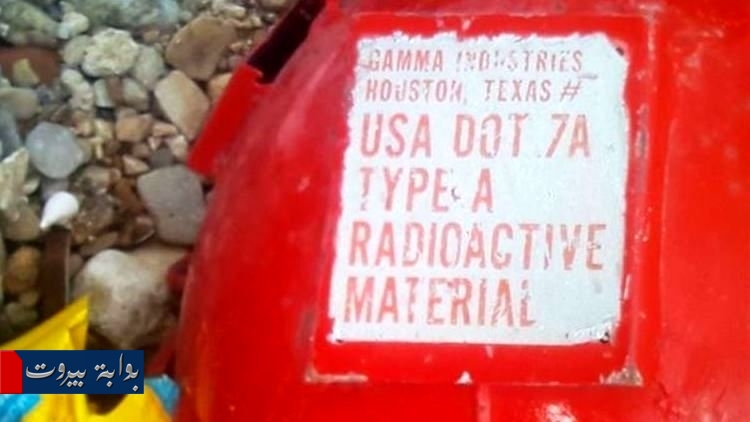 GAMMA INDUSTRIES
HOUSTON, TEXAS #
USA DOT 7A
TYPE A
RADIOACTIVE
MATERIAL
بوابة بيروت